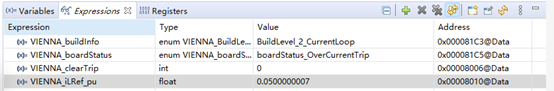 Variables Expressions Registers
Expression Type Value Address
VIENNA_buildInfo enum VIENNA_BuildLe... BuildLevel_2_CurrentLoop 0x000081C3@Data
VIENNA_boardStatus enum VIENNA_boardS... boardStatus_OverCurrentTrip 0x000081C5@Data
VIENNA_clearTrip int 0 0x00008006@Data
VIENNA_iLRef_pu float 0.0500000007 0x00008010@Data